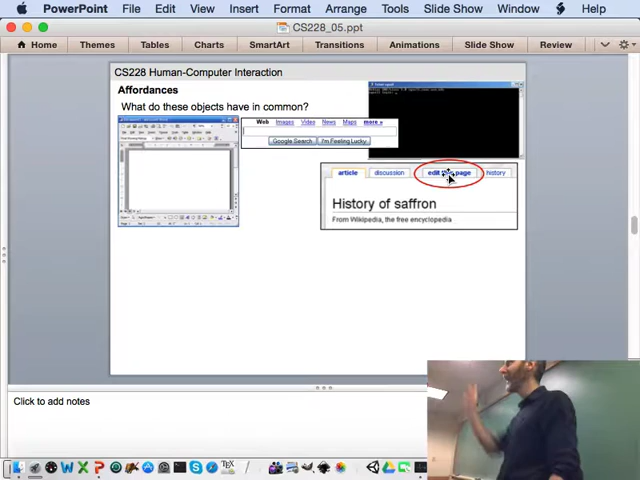 PowerPoint File Edit View Insert Format Arrange Tools Slide Show Window Help
CS228_05.ppt
Home Themes Tables Charts SmartArt Transitions Animations Slide Show Review
CS228 Human-Computer Interaction
Affordances
What do these objects have in common?
Web Images Video News Maps more »
Google Search I'm Feeling Lucky
article discussion edit this page history
History of saffron
From Wikipedia, the free encyclopedia
Click to add notes